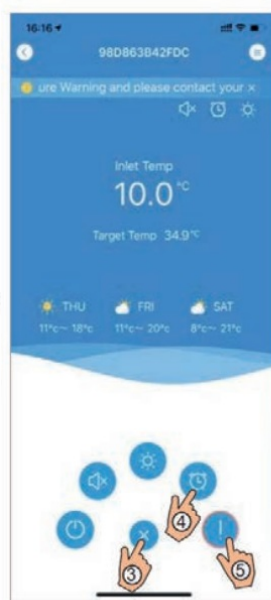 16:16
98D863B42FDC
ure Warning and please contact your ×
Inlet Temp
10.0°C
Target Temp 34.9°C
THU FRI SAT
11°c~ 18°c 11°c~ 20°c 8°c~ 21°c
④
③ ⑤